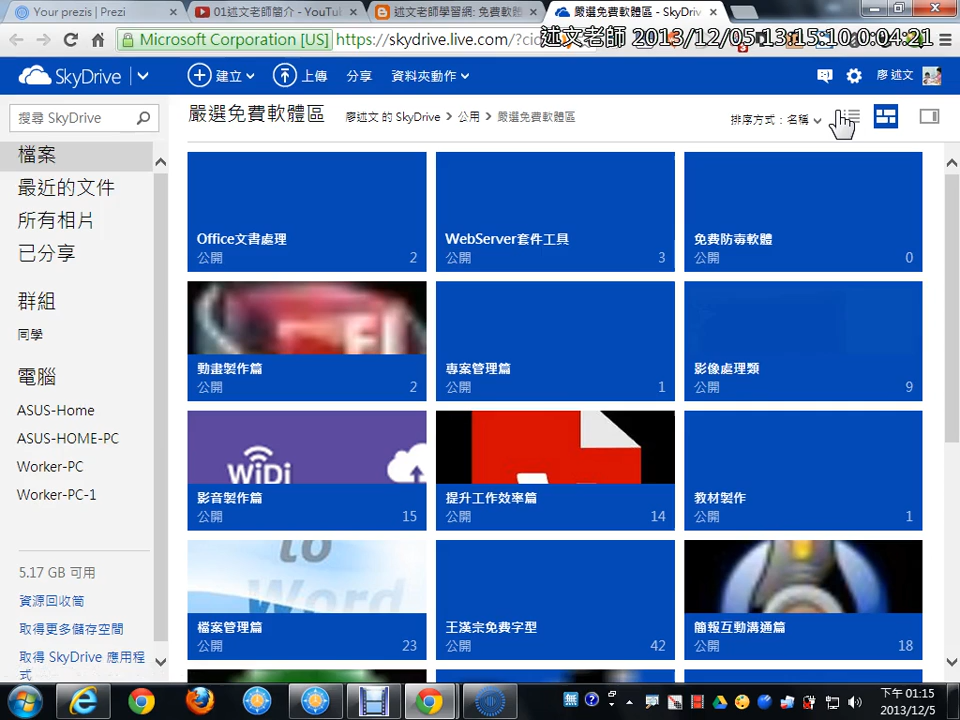 Your prezis | Prezi
01述文老師簡介 - YouTu
述文老師學習網: 免費軟體
嚴選免費軟體區 - SkyDriv
Microsoft Corporation [US]
https://skydrive.live.com/?ci
述文老師 2013/12/05 13:15:10 0:04:21
SkyDrive
建立
上傳
分享
資料夾動作
廖述文
搜尋 SkyDrive
嚴選免費軟體區
廖述文 的 SkyDrive > 公用 > 嚴選免費軟體區
排序方式：名稱
檔案
最近的文件
所有相片
已分享
群組
同學
電腦
ASUS-Home
ASUS-HOME-PC
Worker-PC
Worker-PC-1
5.17 GB 可用
資源回收筒
取得更多儲存空間
取得 SkyDrive 應用程
式
Office文書處理
公開 2
WebServer套件工具
公開 3
免費防毒軟體
公開 0
動畫製作篇
公開 2
專案管理篇
公開 1
影像處理類
公開 9
WiDi
影音製作篇
公開 15
提升工作效率篇
公開 14
教材製作
公開 1
to
Word
檔案管理篇
公開 23
王漢宗免費字型
公開 42
簡報互動溝通篇
公開 18
下午 01:15
2013/12/5